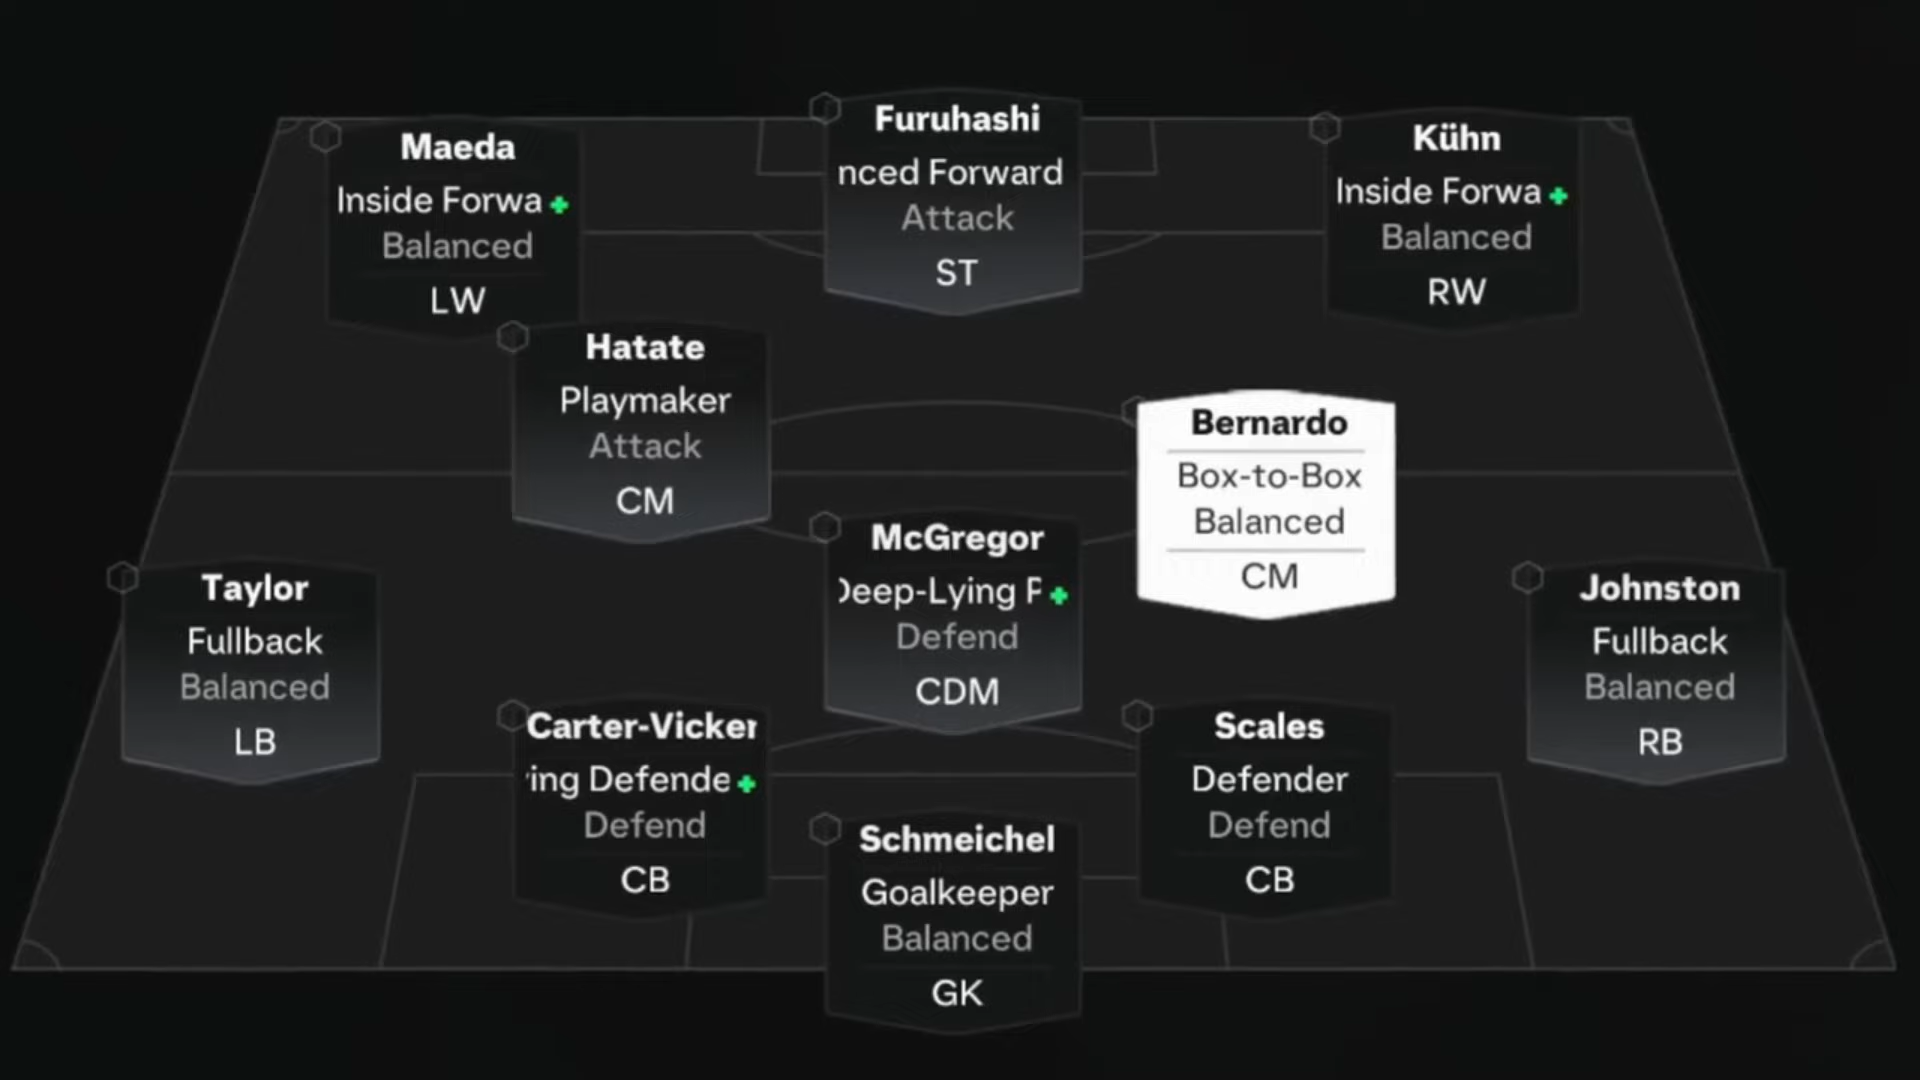 Furuhashi
nced Forward
Attack
ST
Maeda
Inside Forwa
Balanced
LW
Kühn
Inside Forwa
Balanced
RW
Hatate
Playmaker
Attack
CM
Bernardo
Box-to-Box
Balanced
CM
McGregor
Deep-Lying P
Defend
CDM
Taylor
Fullback
Balanced
LB
Johnston
Fullback
Balanced
RB
Carter-Vicker
ing Defende
Defend
CB
Scales
Defender
Defend
CB
Schmeichel
Goalkeeper
Balanced
GK